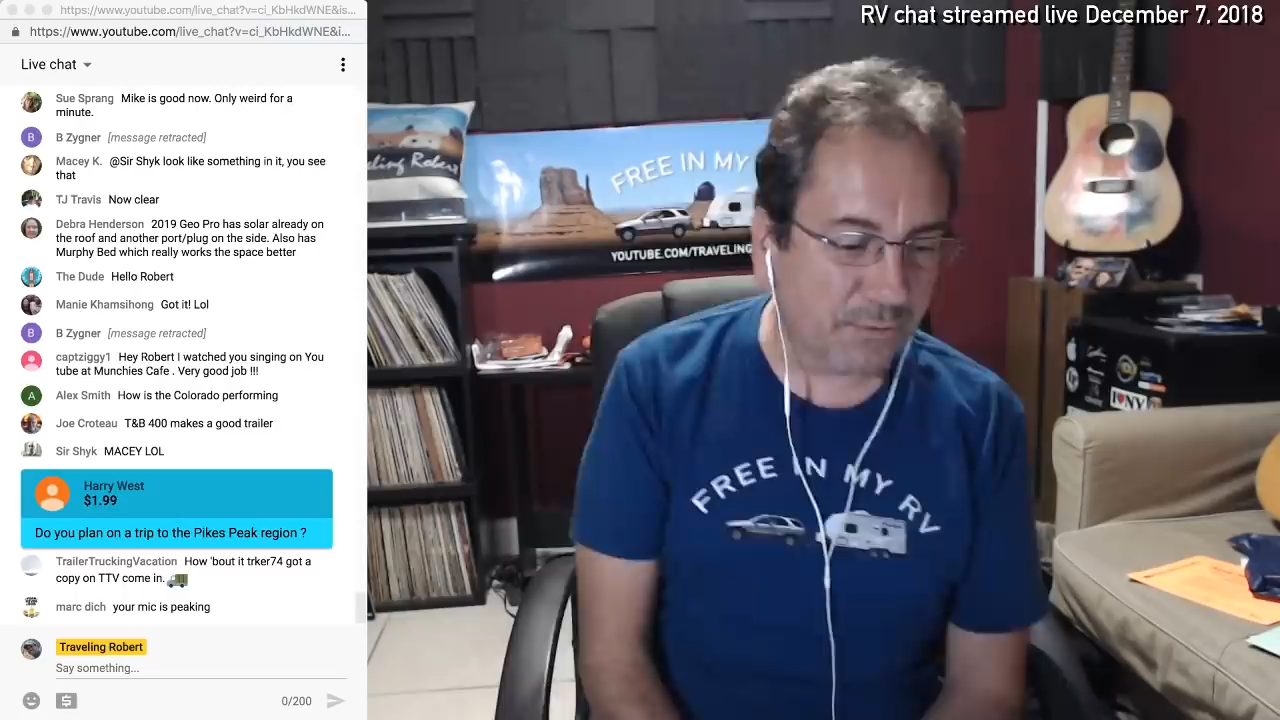 https://www.youtube.com/live_chat?v=ci_KbHkdWNE&is...
https://www.youtube.com/live_chat?v=ci_KbHkdWNE&i...
RV chat streamed live December 7, 2018
Live chat
Sue Sprang Mike is good now. Only weird for a
minute.
B Zygner [message retracted]
Macey K. @Sir Shyk look like something in it, you see
that
TJ Travis Now clear
Debra Henderson 2019 Geo Pro has solar already on
the roof and another port/plug on the side. Also has
Murphy Bed which really works the space better
The Dude Hello Robert
Manie Khamsihong Got it! Lol
B Zygner [message retracted]
captziggy1 Hey Robert I watched you singing on You
tube at Munchies Cafe . Very good job !!!
A Alex Smith How is the Colorado performing
Joe Croteau T&B 400 makes a good trailer
Sir Shyk MACEY LOL
Harry West
$1.99
Do you plan on a trip to the Pikes Peak region ?
TrailerTruckingVacation How 'bout it trker74 got a
copy on TTV come in.
marc dich your mic is peaking
Traveling Robert
Say something...
0/200
Robert
FREE IN MY
YOUTUBE.COM/TRAVELING
FREE IN MY RV
I NY